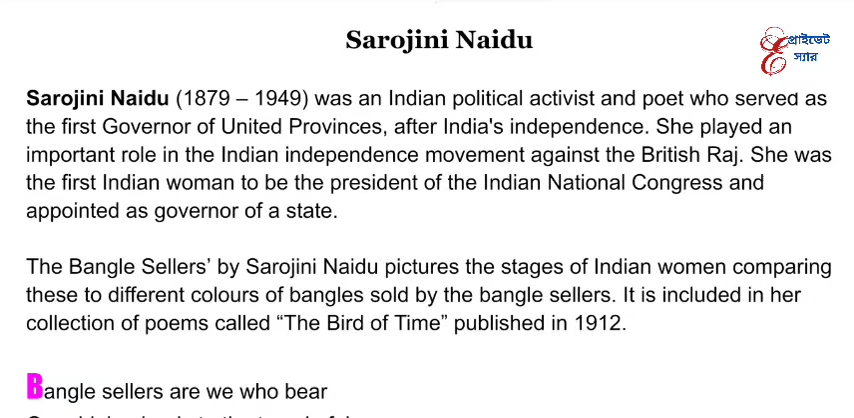 Sarojini Naidu
প্রাইভেট
স্যার
Sarojini Naidu (1879 – 1949) was an Indian political activist and poet who served as
the first Governor of United Provinces, after India's independence. She played an
important role in the Indian independence movement against the British Raj. She was
the first Indian woman to be the president of the Indian National Congress and
appointed as governor of a state.
The Bangle Sellers’ by Sarojini Naidu pictures the stages of Indian women comparing
these to different colours of bangles sold by the bangle sellers. It is included in her
collection of poems called “The Bird of Time” published in 1912.
Bangle sellers are we who bear